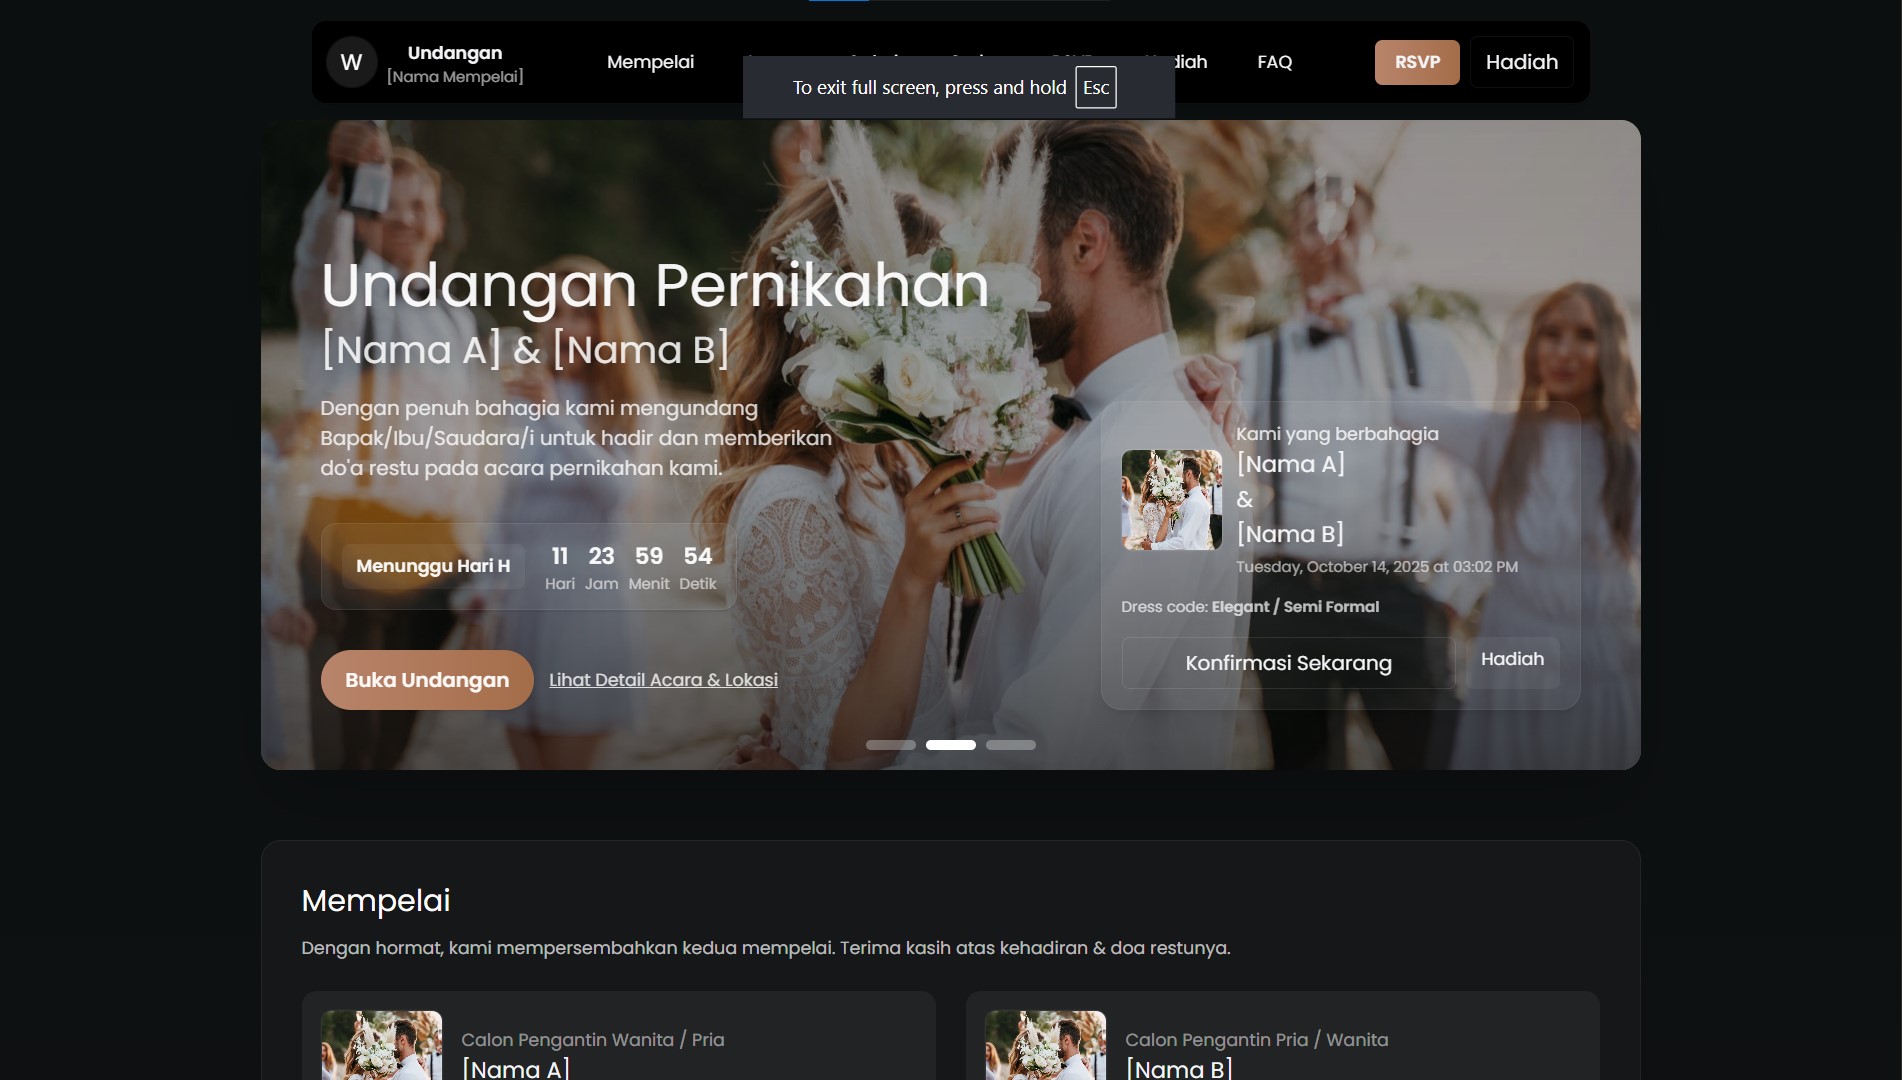 W
Undangan
[Nama Mempelai]
Mempelai
FAQ
RSVP
Hadiah
To exit full screen, press and hold Esc
Undangan Pernikahan
[Nama A] & [Nama B]
Dengan penuh bahagia kami mengundang
Bapak/Ibu/Saudara/i untuk hadir dan memberikan
do'a restu pada acara pernikahan kami.
Menunggu Hari H
11 23 59 54
Hari Jam Menit Detik
Buka Undangan
Lihat Detail Acara & Lokasi
Kami yang berbahagia
[Nama A]
&
[Nama B]
Tuesday, October 14, 2025 at 03:02 PM
Dress code: Elegant / Semi Formal
Konfirmasi Sekarang
Hadiah
Mempelai
Dengan hormat, kami mempersembahkan kedua mempelai. Terima kasih atas kehadiran & doa restunya.
Calon Pengantin Wanita / Pria
[Nama A]
Calon Pengantin Pria / Wanita
[Nama B]